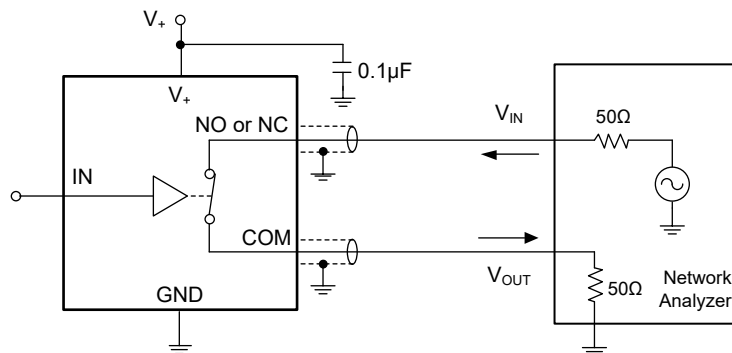 V+
0.1µF
V+
NO or NC
VIN
50Ω
IN
COM
VOUT
GND
50Ω
Network
Analyzer